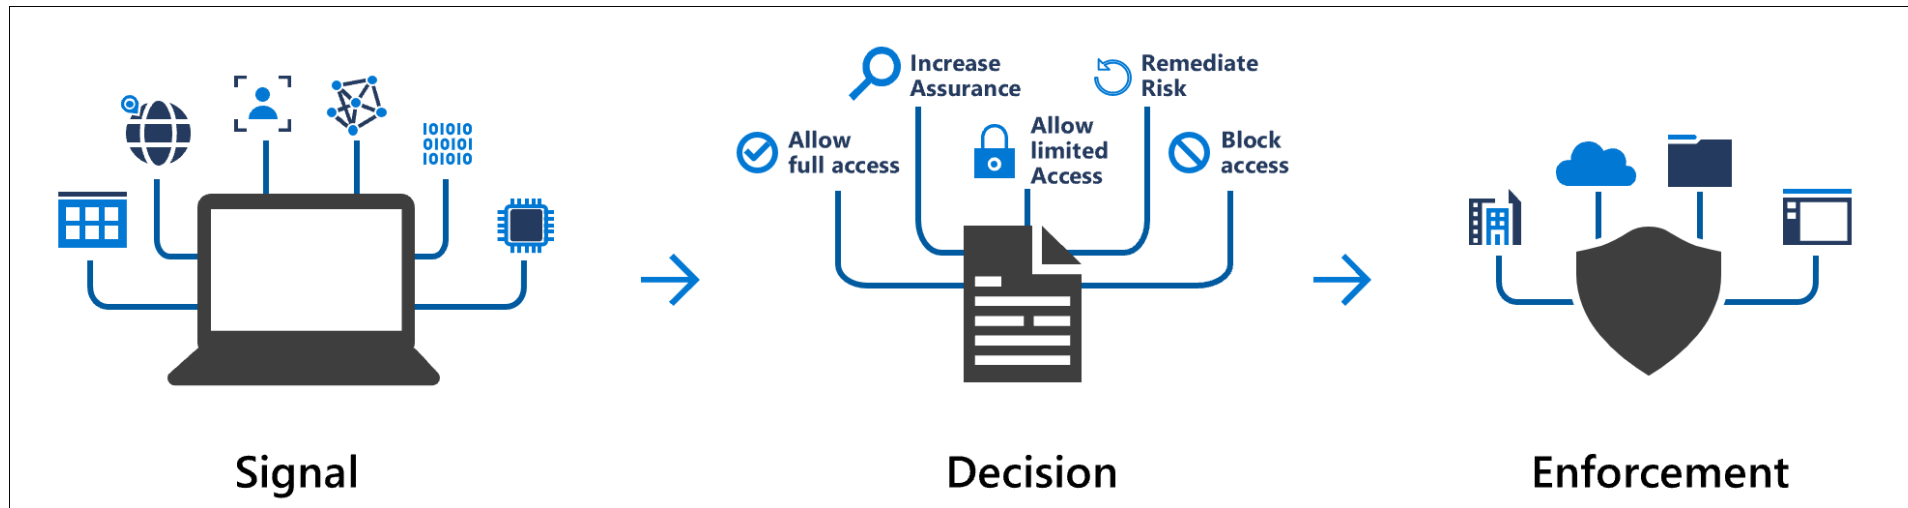 101010
010101
101010
Increase
Assurance
Remediate
Risk
Allow
full access
Allow
limited
Access
Block
access
Signal
Decision
Enforcement